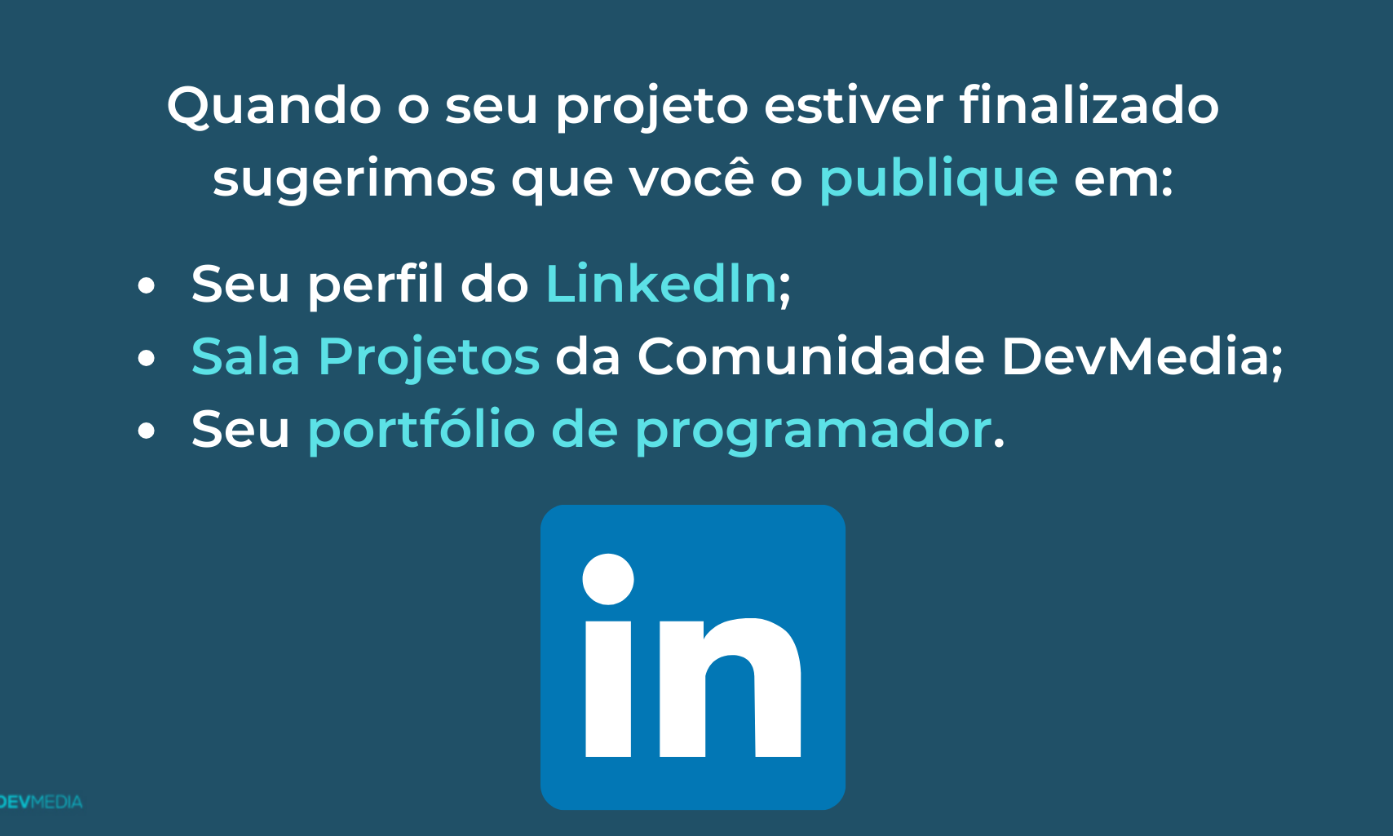 Quando o seu projeto estiver finalizado
sugerimos que você o publique em:
• Seu perfil do LinkedIn;
• Sala Projetos da Comunidade DevMedia;
• Seu portfólio de programador.
in
DEVMEDIA